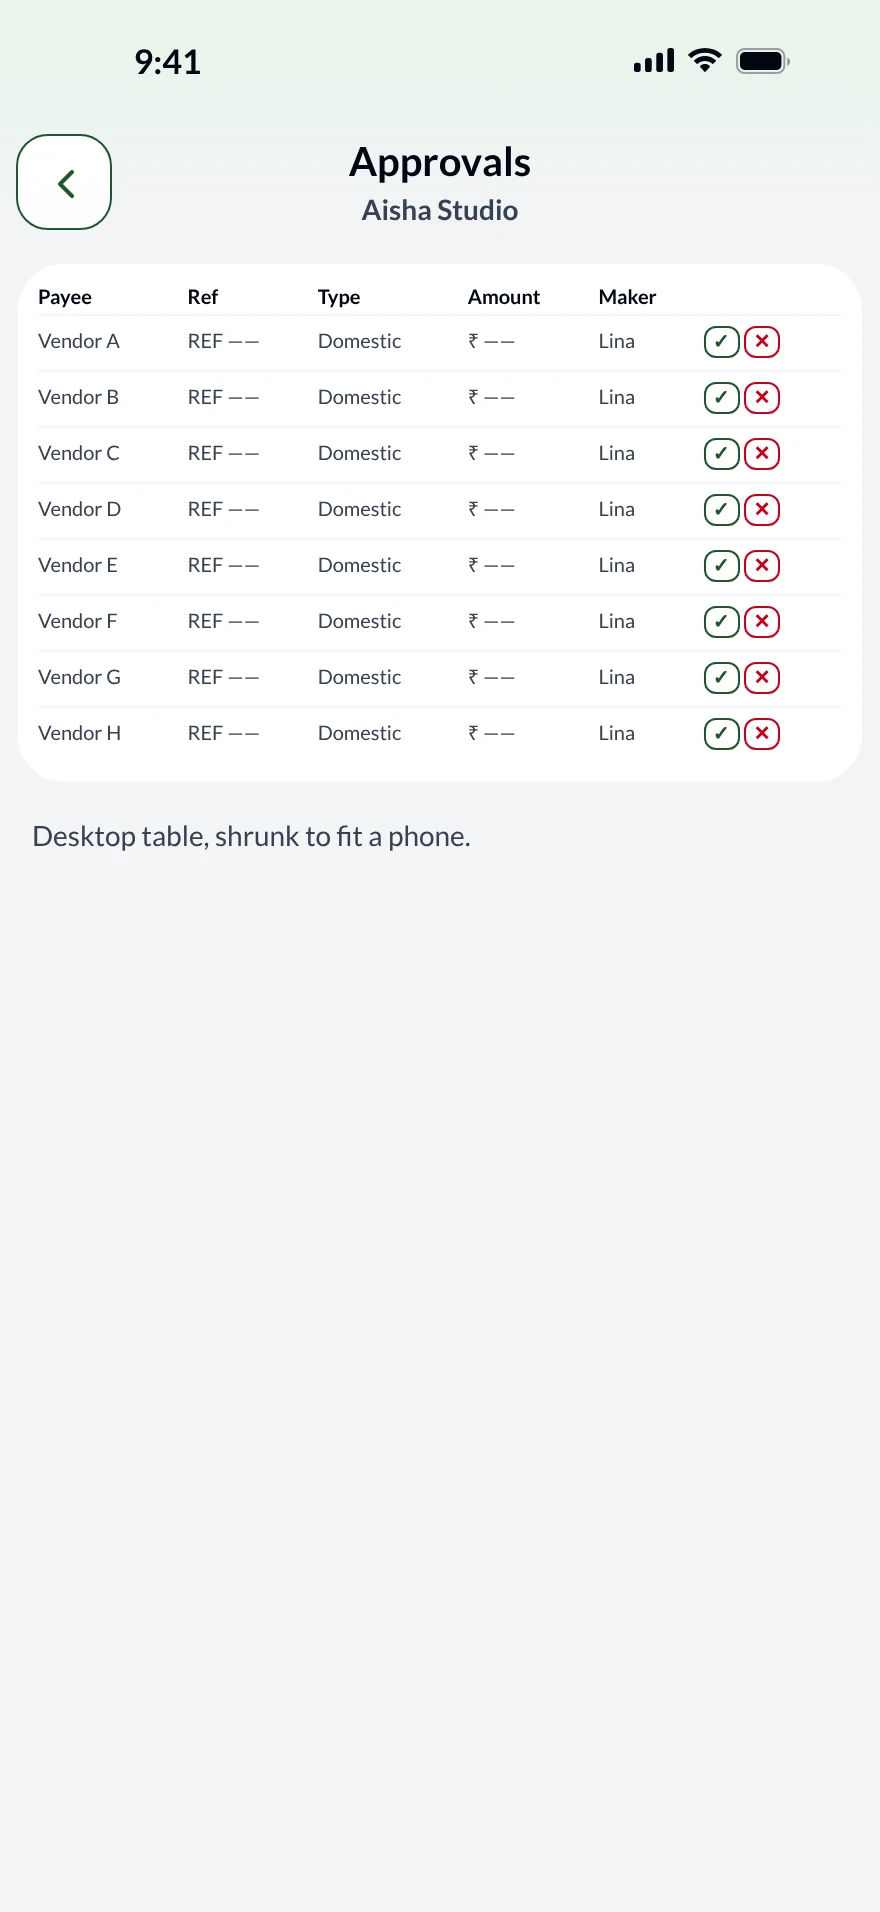 9:41
Approvals
Aisha Studio
Payee Ref Type Amount Maker
Vendor A REF —— Domestic ₹ —— Lina ✓ ✕
Vendor B REF —— Domestic ₹ —— Lina ✓ ✕
Vendor C REF —— Domestic ₹ —— Lina ✓ ✕
Vendor D REF —— Domestic ₹ —— Lina ✓ ✕
Vendor E REF —— Domestic ₹ —— Lina ✓ ✕
Vendor F REF —— Domestic ₹ —— Lina ✓ ✕
Vendor G REF —— Domestic ₹ —— Lina ✓ ✕
Vendor H REF —— Domestic ₹ —— Lina ✓ ✕
Desktop table, shrunk to fit a phone.